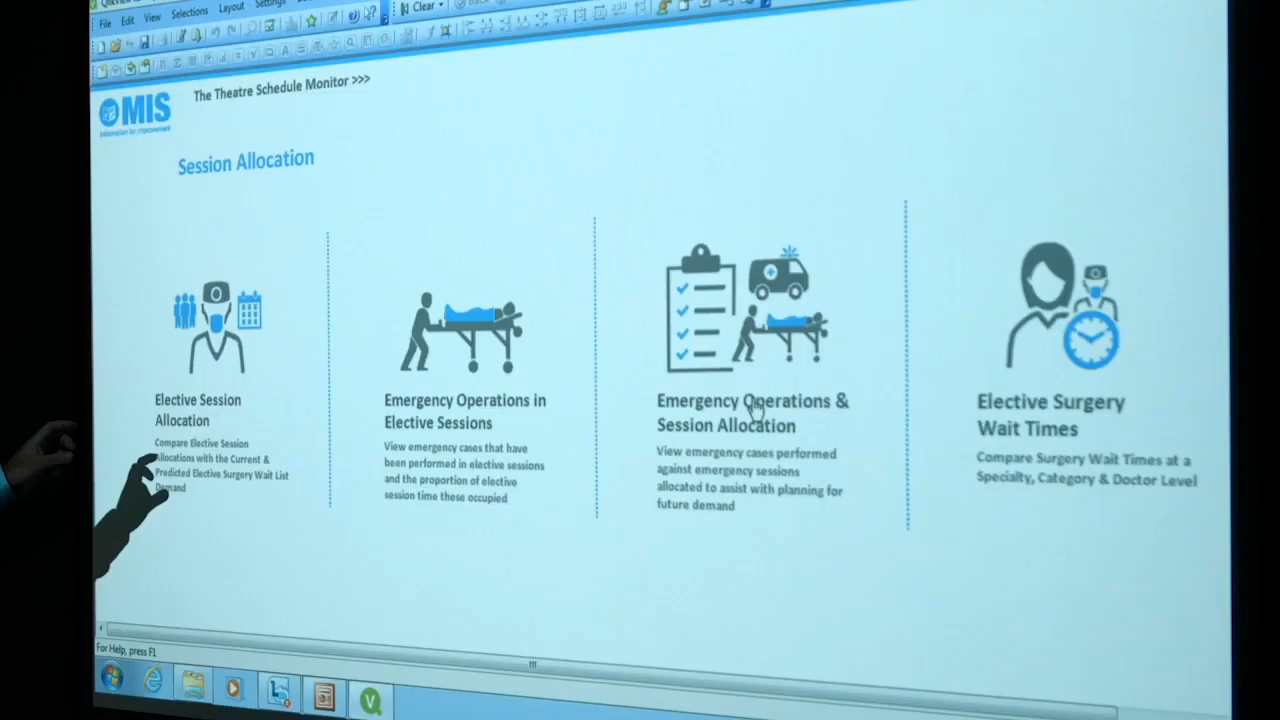 File Edit View Selections Layout Settings
Clear
MIS
Information for improvement
The Theatre Schedule Monitor >>>
Session Allocation
Elective Session
Allocation
Compare Elective Session
Allocations with the Current &
Predicted Elective Surgery Wait List
Demand
Emergency Operations in
Elective Sessions
View emergency cases that have
been performed in elective sessions
and the proportion of elective
session time these occupied
Emergency Operations &
Session Allocation
View emergency cases performed
against emergency sessions
allocated to assist with planning for
future demand
Elective Surgery
Wait Times
Compare Surgery Wait Times at a
Specialty, Category & Doctor Level
For Help, press F1